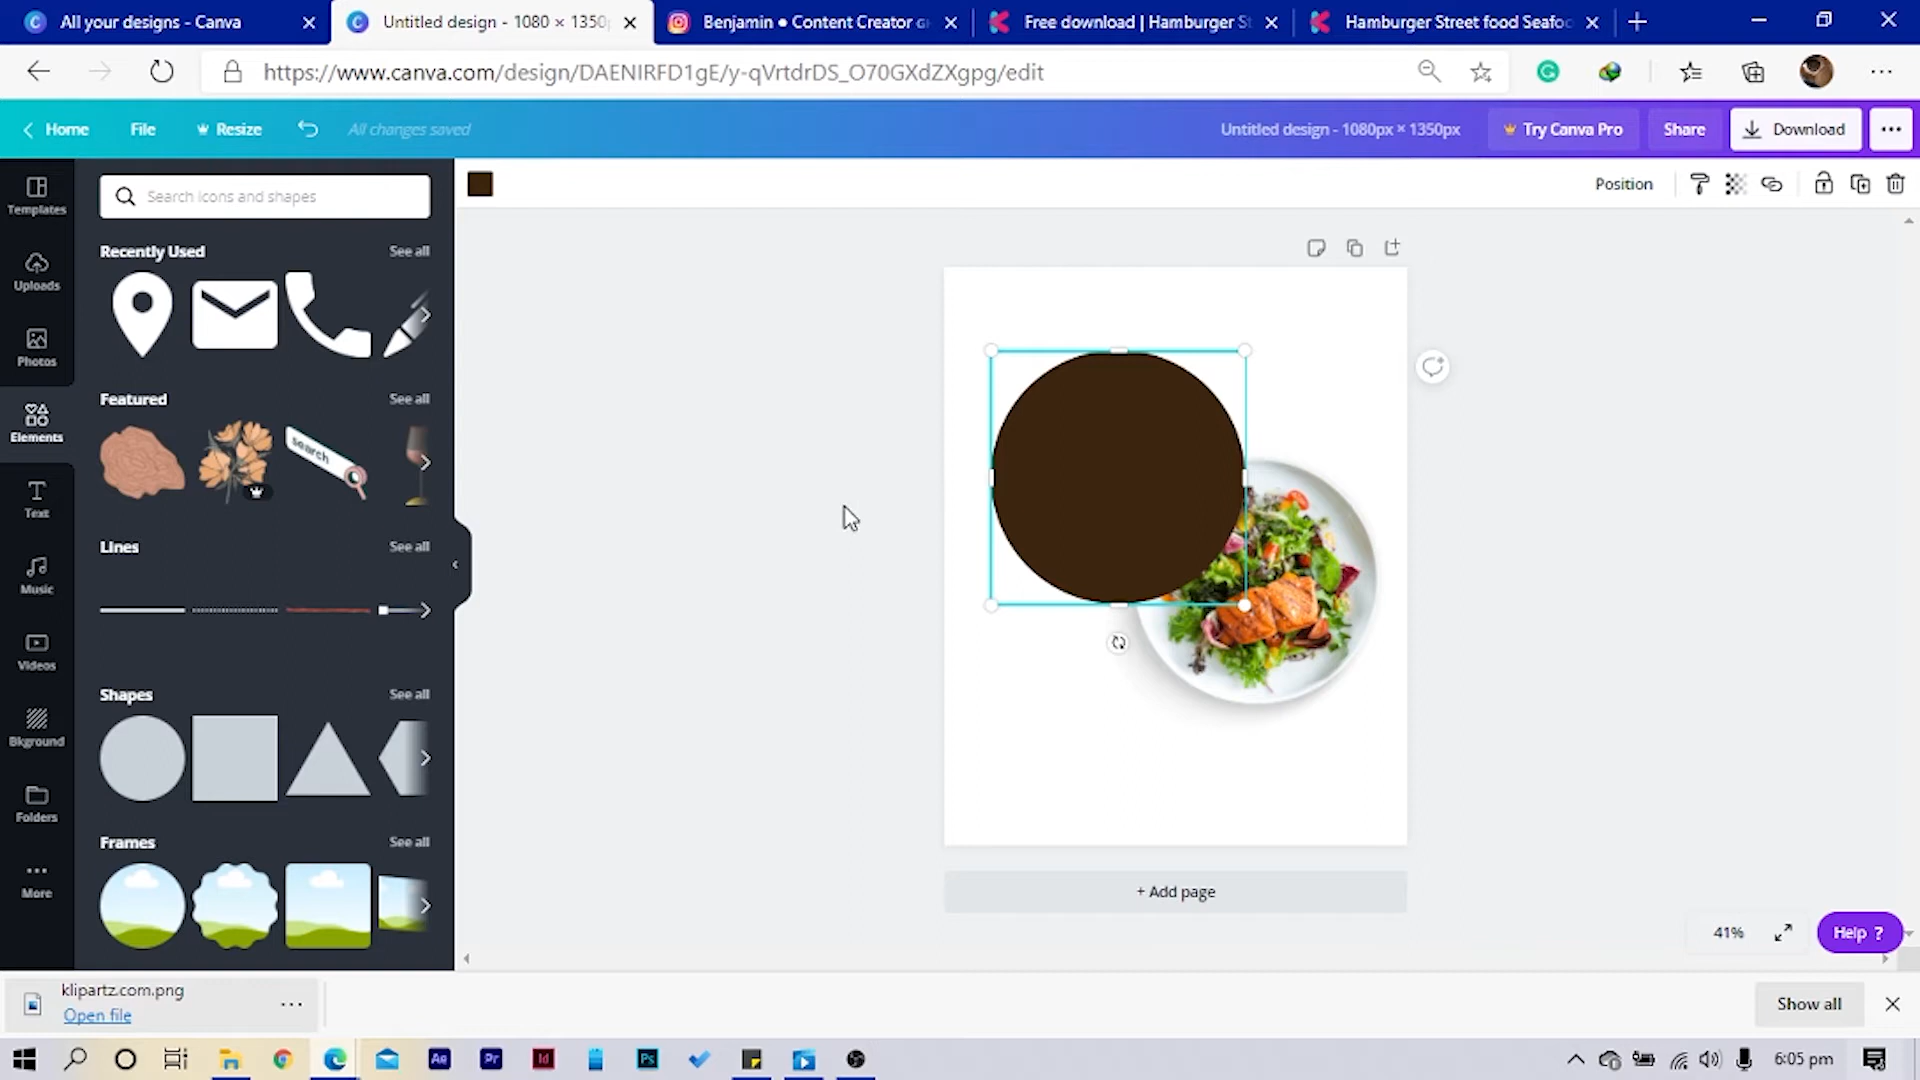 All your designs - Canva
Untitled design - 1080 × 1350
Benjamin ● Content Creator
Free download | Hamburger St
Hamburger Street food Seafoo
https://www.canva.com/design/DAENIRFD1gE/y-qVrtdrDS_O70GXdZXgpg/edit
Home
File
Resize
All changes saved
Untitled design - 1080px × 1350px
Try Canva Pro
Share
Download
Templates
Uploads
Photos
Elements
Text
Music
Videos
Bkground
Folders
More
Search icons and shapes
Recently Used
See all
Featured
See all
search
Lines
See all
Shapes
See all
Frames
See all
Position
+ Add page
41%
Help ?
klipartz.com.png
Open file
Show all
Ae
Pr
Id
Ps
6:05 pm